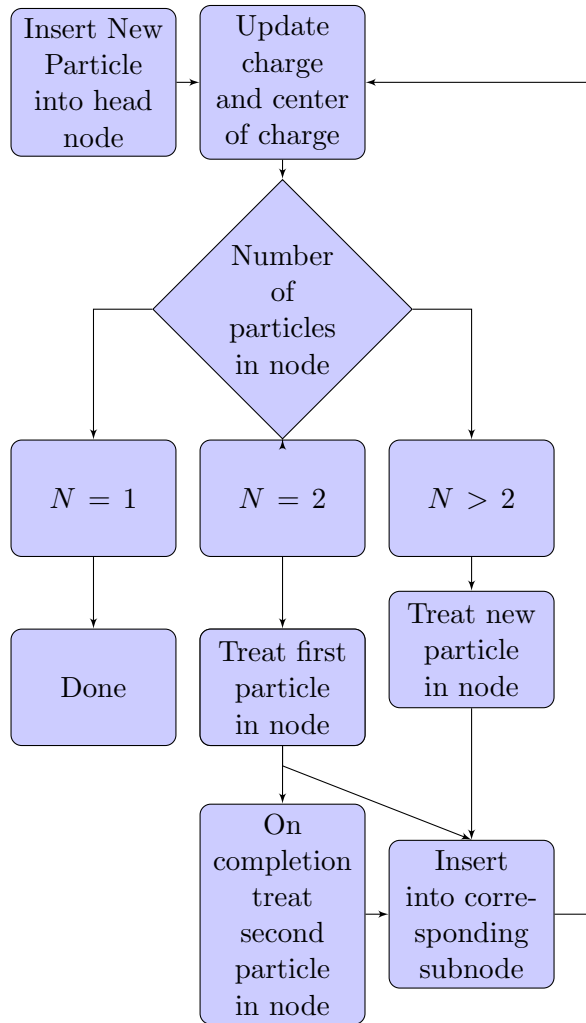 Insert New
Particle
into head
node
Update
charge
and center
of charge
Number
of
particles
in node
N = 1
N = 2
N > 2
Done
Treat first
particle
in node
Treat new
particle
in node
On
completion
treat
second
particle
in node
Insert
into corre-
sponding
subnode